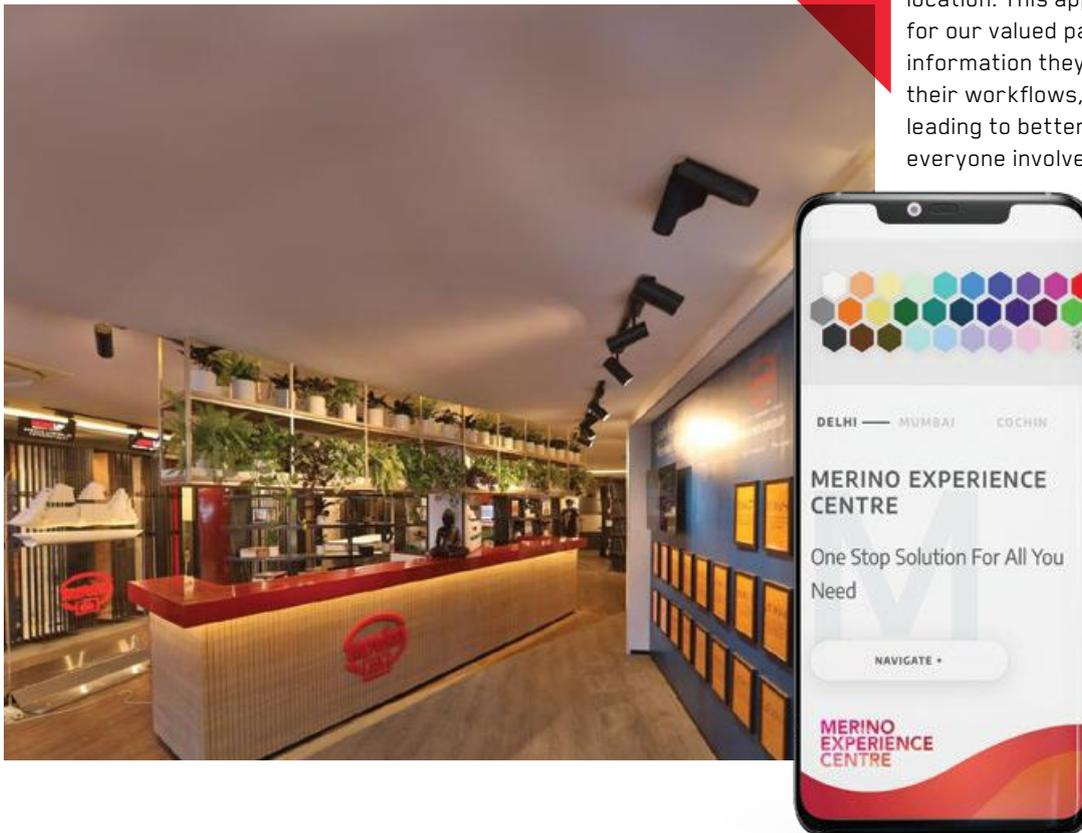 location. This app
for our valued pa
information they
their workflows,
leading to better
everyone involve
DELHI MUMBAI COCHIN
MERINO EXPERIENCE
CENTRE
One Stop Solution For All You
Need
NAVIGATE
MERINO
EXPERIENCE
CENTRE